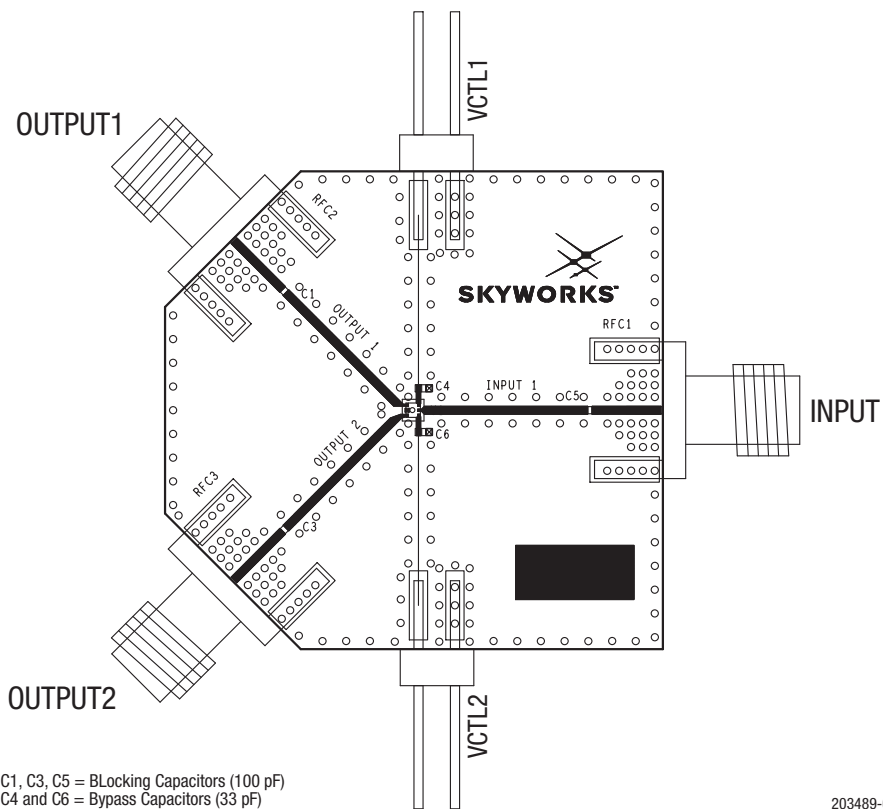 VCTL1
OUTPUT1
RFC2
C1
OUTPUT 1
SKYWORKS™
RFC1
C4
INPUT 1
C5
INPUT
C6
OUTPUT 2
RFC3
C3
OUTPUT2
VCTL2
C1, C3, C5 = BLocking Capacitors (100 pF)
C4 and C6 = Bypass Capacitors (33 pF)
203489-